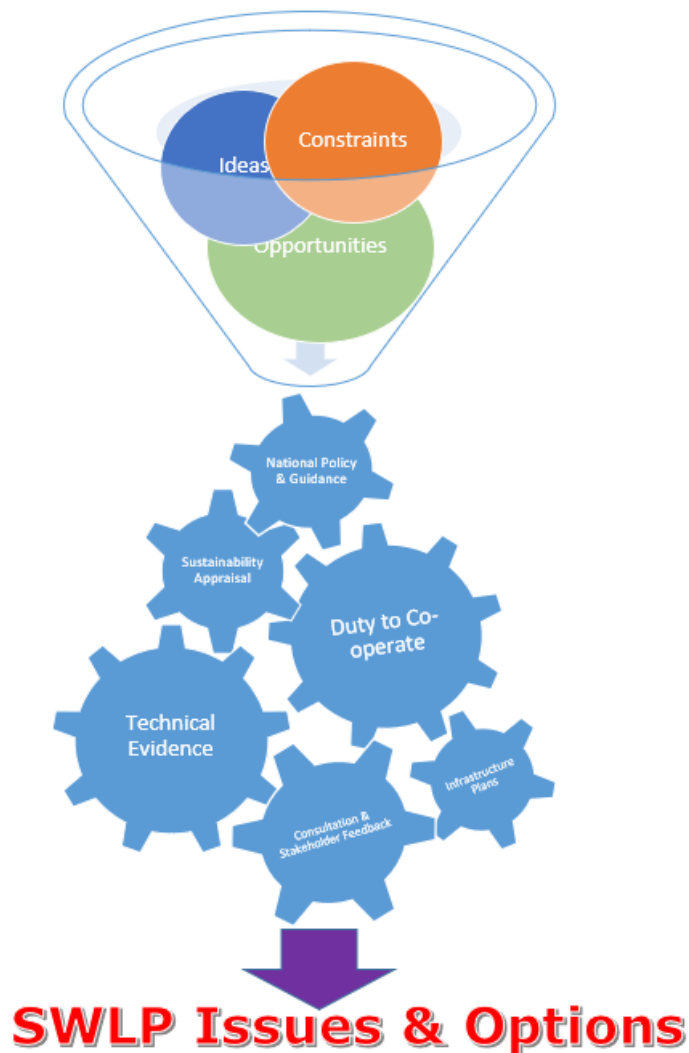 Constraints
Ideas
Opportunities
National Policy
& Guidance
Sustainability
Appraisal
Duty to Co-
operate
Technical
Evidence
Infrastructure
Plans
Consultation &
Stakeholder Feedback
SWLP Issues & Options